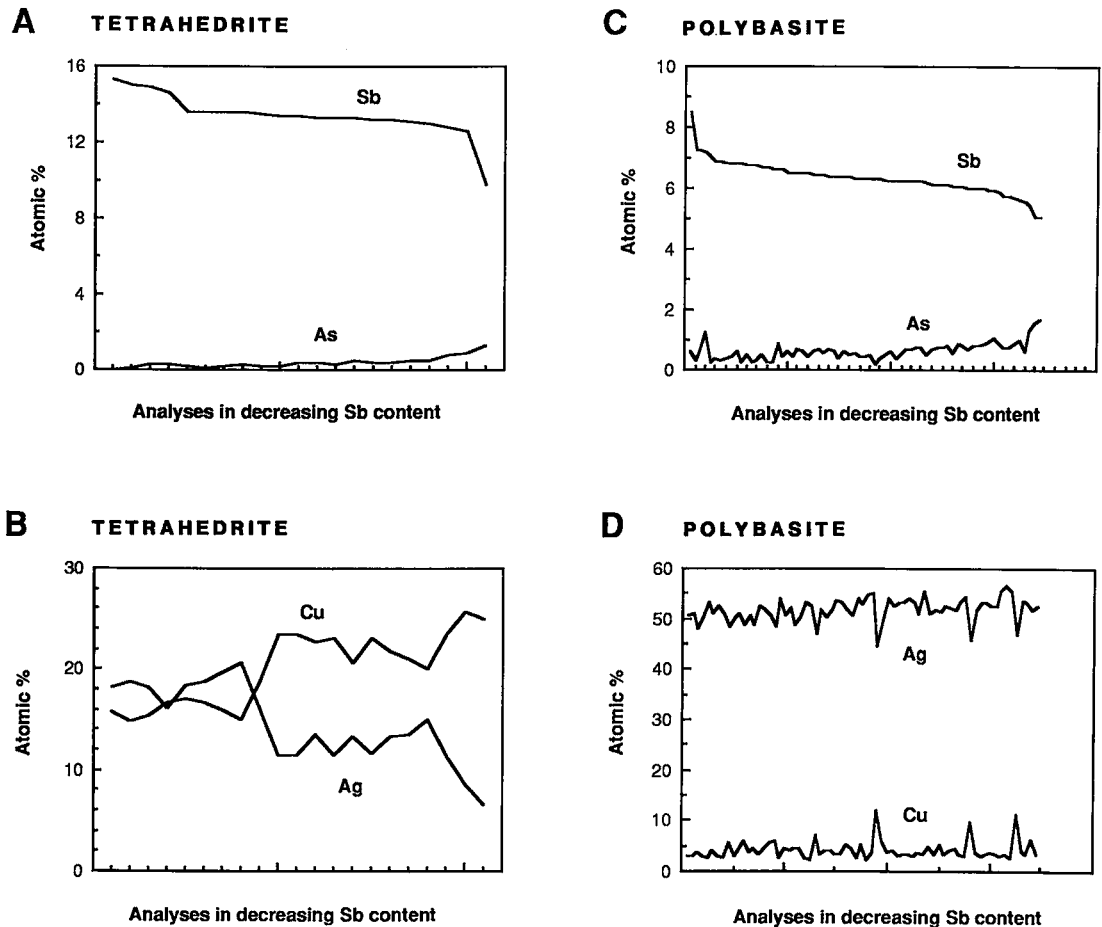 A TETRAHEDRITE
16
12
8
4
0
Atomic %
Sb
As
Analyses in decreasing Sb content
C POLYBASITE
10
8
6
4
2
0
Atomic %
Sb
As
Analyses in decreasing Sb content
B TETRAHEDRITE
30
20
10
0
Atomic %
Cu
Ag
Analyses in decreasing Sb content
D POLYBASITE
60
50
40
30
20
10
0
Atomic %
Ag
Cu
Analyses in decreasing Sb content